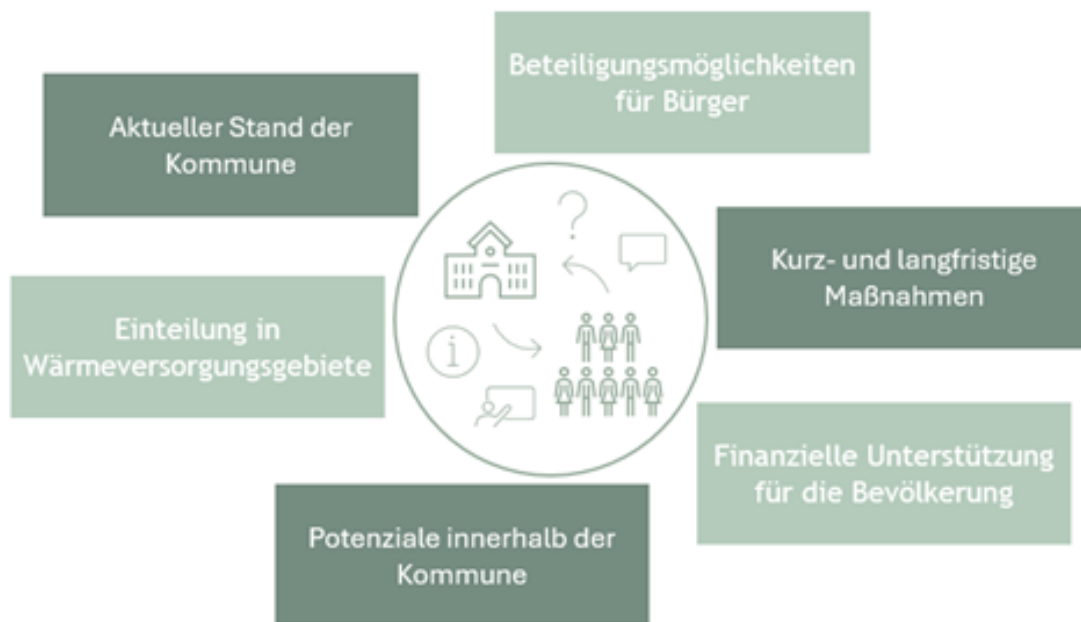 Beteiligungsmöglichkeiten
für Bürger
Aktueller Stand der
Kommune
Kurz- und langfristige
Maßnahmen
Einteilung in
Wärmeversorgungsgebiete
Finanzielle Unterstützung
für die Bevölkerung
Potenziale innerhalb der
Kommune